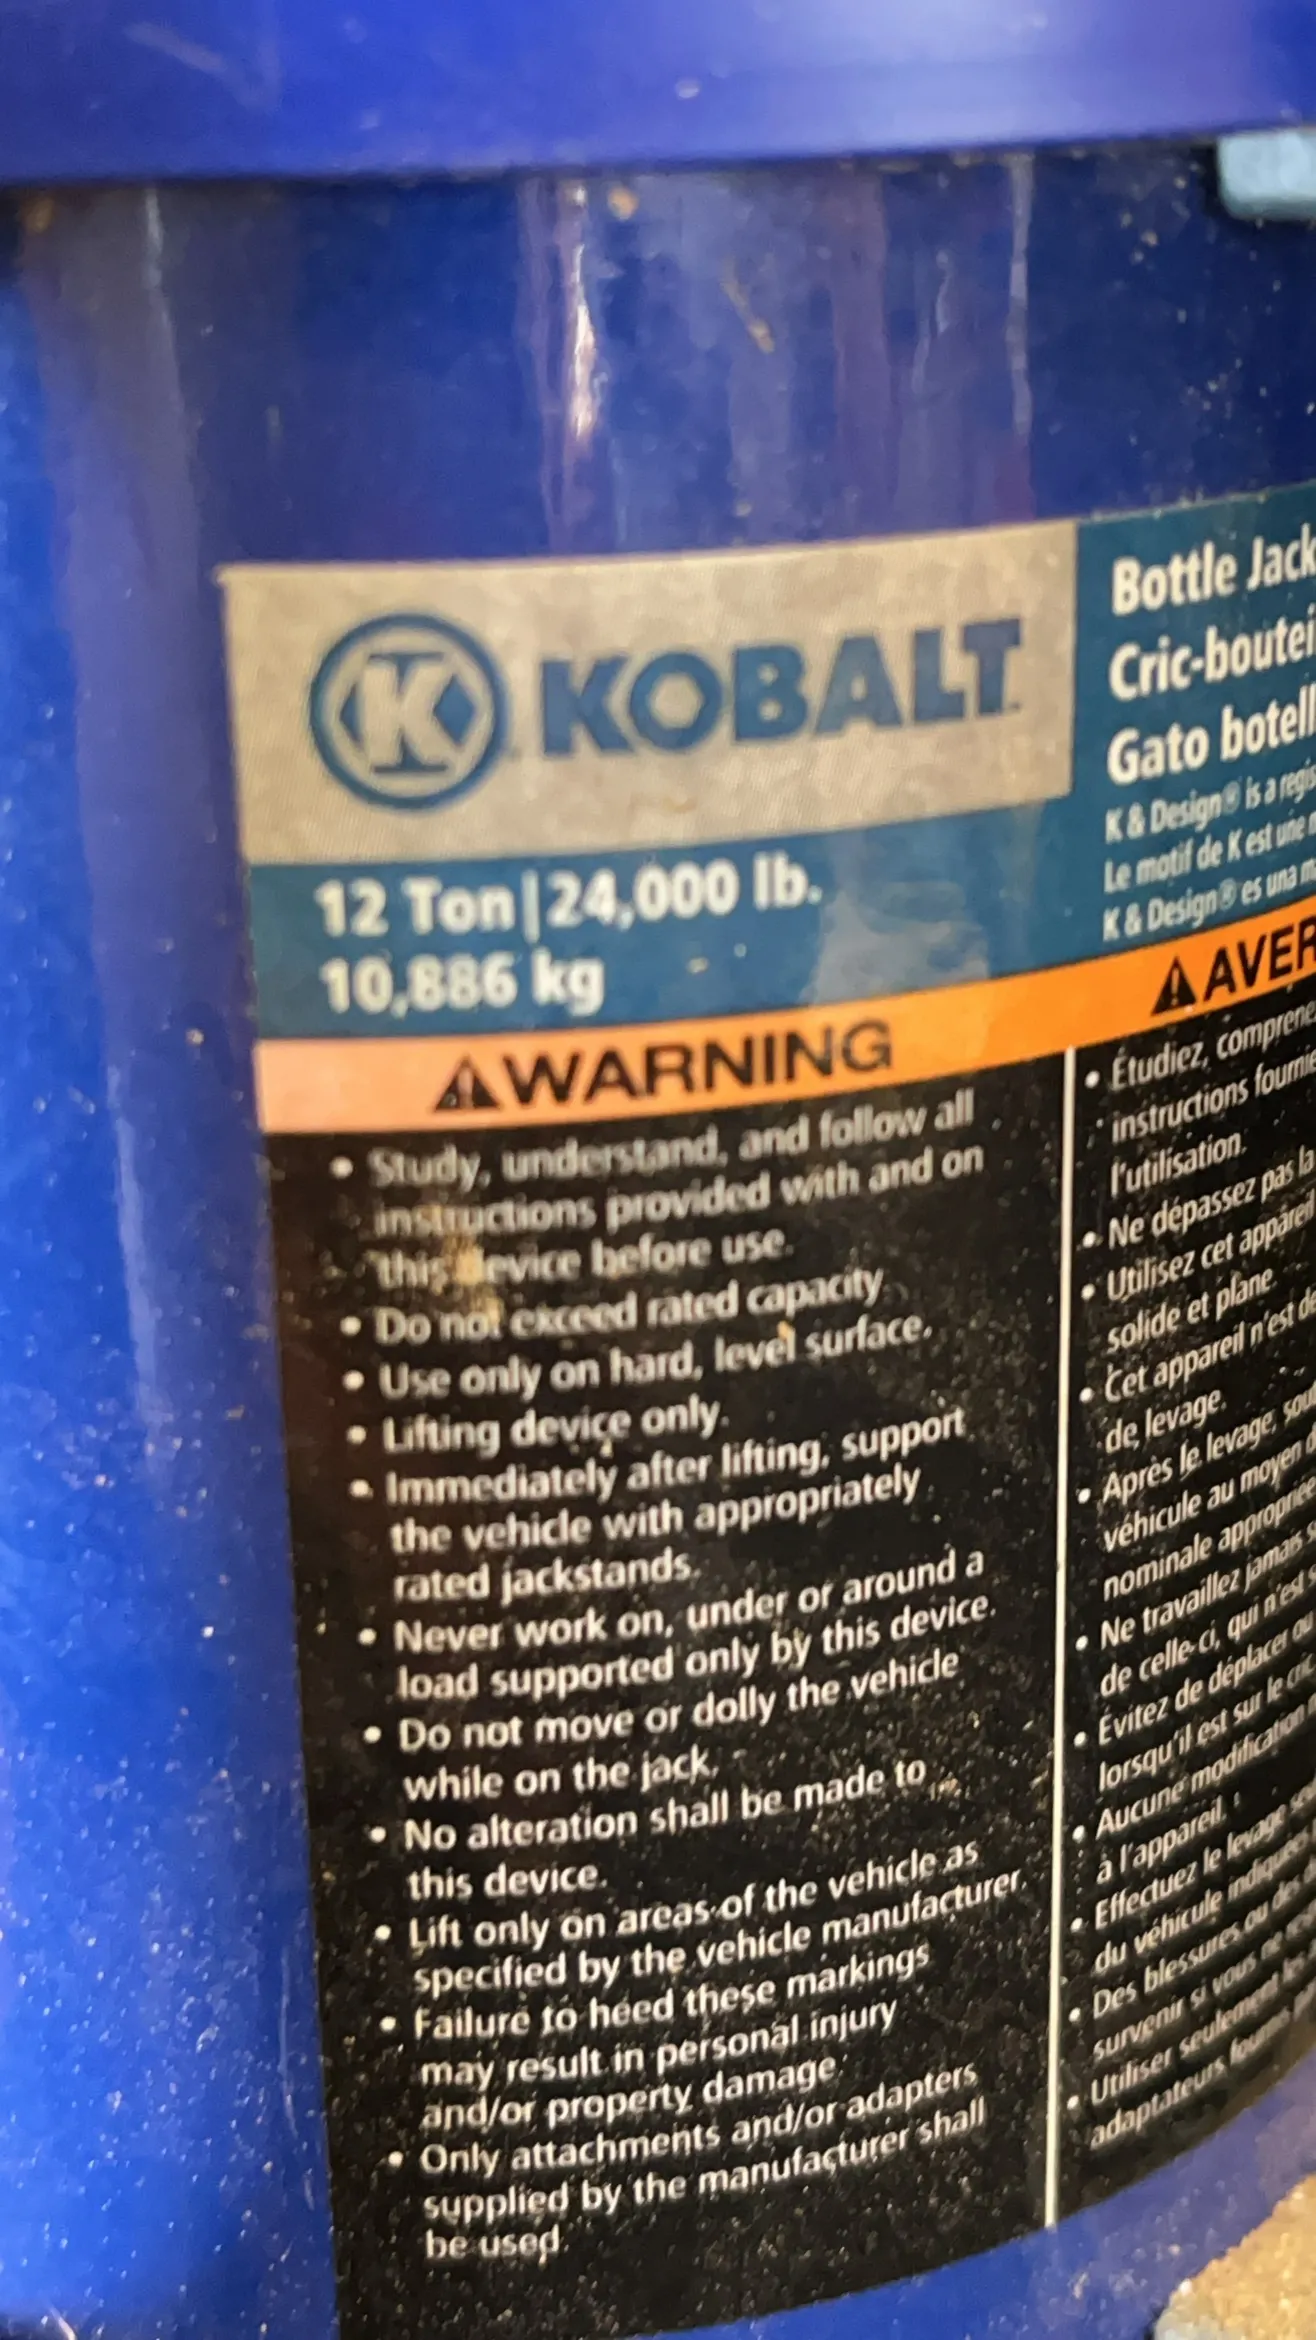 K KOBALT
12 Ton|24,000 lb.
10,886 kg
⚠WARNING
• Study, understand, and follow all
instructions provided with and on
this device before use.
• Do not exceed rated capacity.
• Use only on hard, level surface.
• Lifting device only.
• Immediately after lifting, support
the vehicle with appropriately
rated jackstands.
• Never work on, under or around a
load supported only by this device.
• Do not move or dolly the vehicle
while on the jack.
• No alteration shall be made to
this device.
• Lift only on areas of the vehicle as
specified by the vehicle manufacturer.
• Failure to heed these markings
may result in personal injury
and/or property damage.
• Only attachments and/or adapters
supplied by the manufacturer shall
be used.
Bottle Jack
Cric-boutei
Gato botell
K & Design® is a regis
Le motif de K est une
K & Design® es una
⚠AVER
• Étudiez, comprene
instructions fournie
l'utilisation.
• Ne dépassez pas la
• Utilisez cet appareil
solide et plane.
• Cet appareil n'est de
de levage.
• Après le levage,
véhicule au moyen
nominale approprié
• Ne travaillez jamais
de celle-ci, qui n'est
• Évitez de déplacer ou
lorsqu'il est sur le cric.
• Aucune modification
à l'appareil.
• Effectuez le levage
du véhicule indiqués
• Des blessures ou des
survenir si vous ne
• Utiliser seulement les
adaptateurs fournis